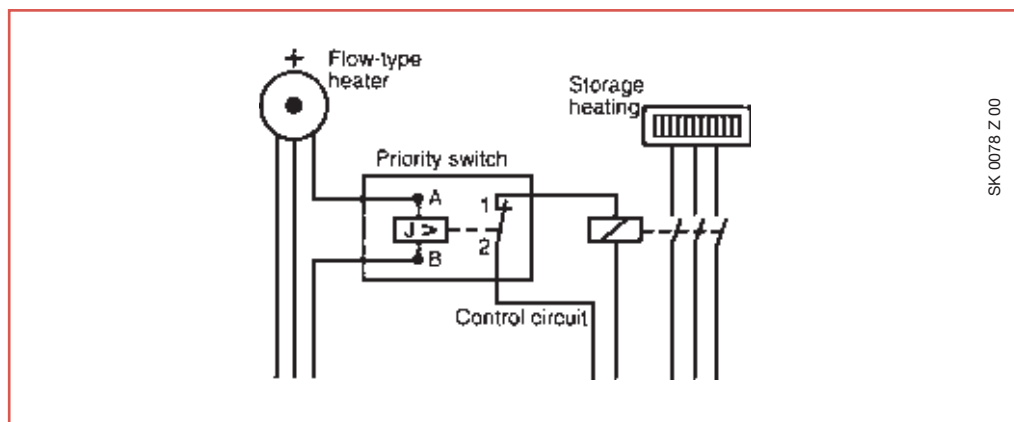 Flow-type
heater
Storage
heating
Priority switch
A
1
J >
2
B
Control circuit
SK 0078 Z 00